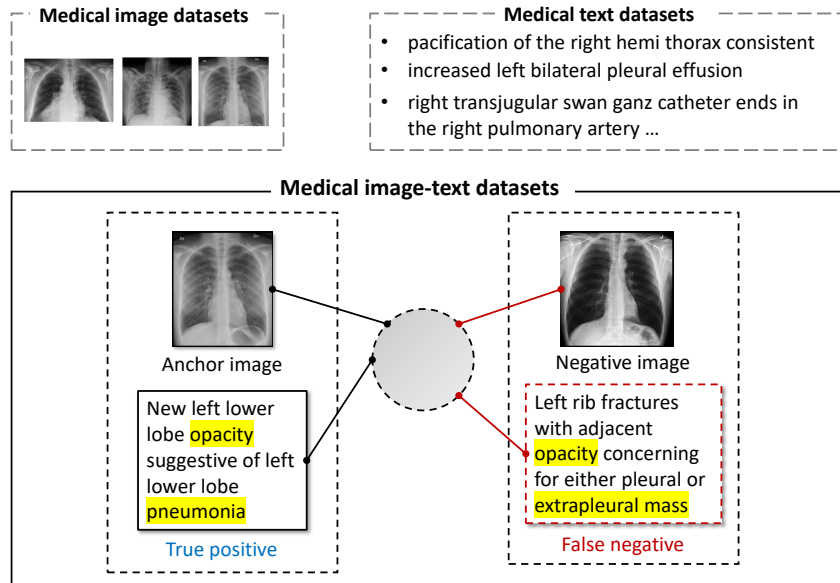 Medical image datasets
Medical text datasets
• pacification of the right hemi thorax consistent
• increased left bilateral pleural effusion
• right transjugular swan ganz catheter ends in
the right pulmonary artery ...
Medical image-text datasets
Anchor image
New left lower
lobe opacity
suggestive of left
lower lobe
pneumonia
True positive
Negative image
Left rib fractures
with adjacent
opacity concerning
for either pleural or
extrapleural mass
False negative